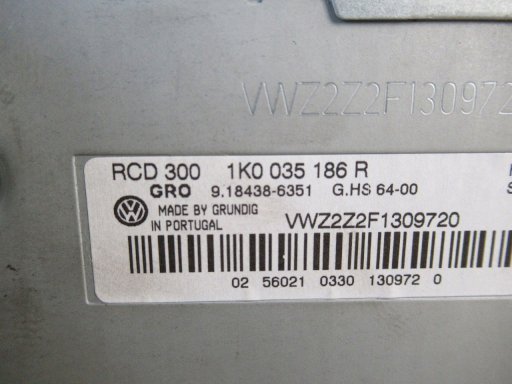 VWZ2Z2F130972
RCD 300 1K0 035 186 R
GRO 9.18438-6351 G.HS 64-00
MADE BY GRUNDIG
IN PORTUGAL
VWZ2Z2F1309720
02 56021 0330 130972 0